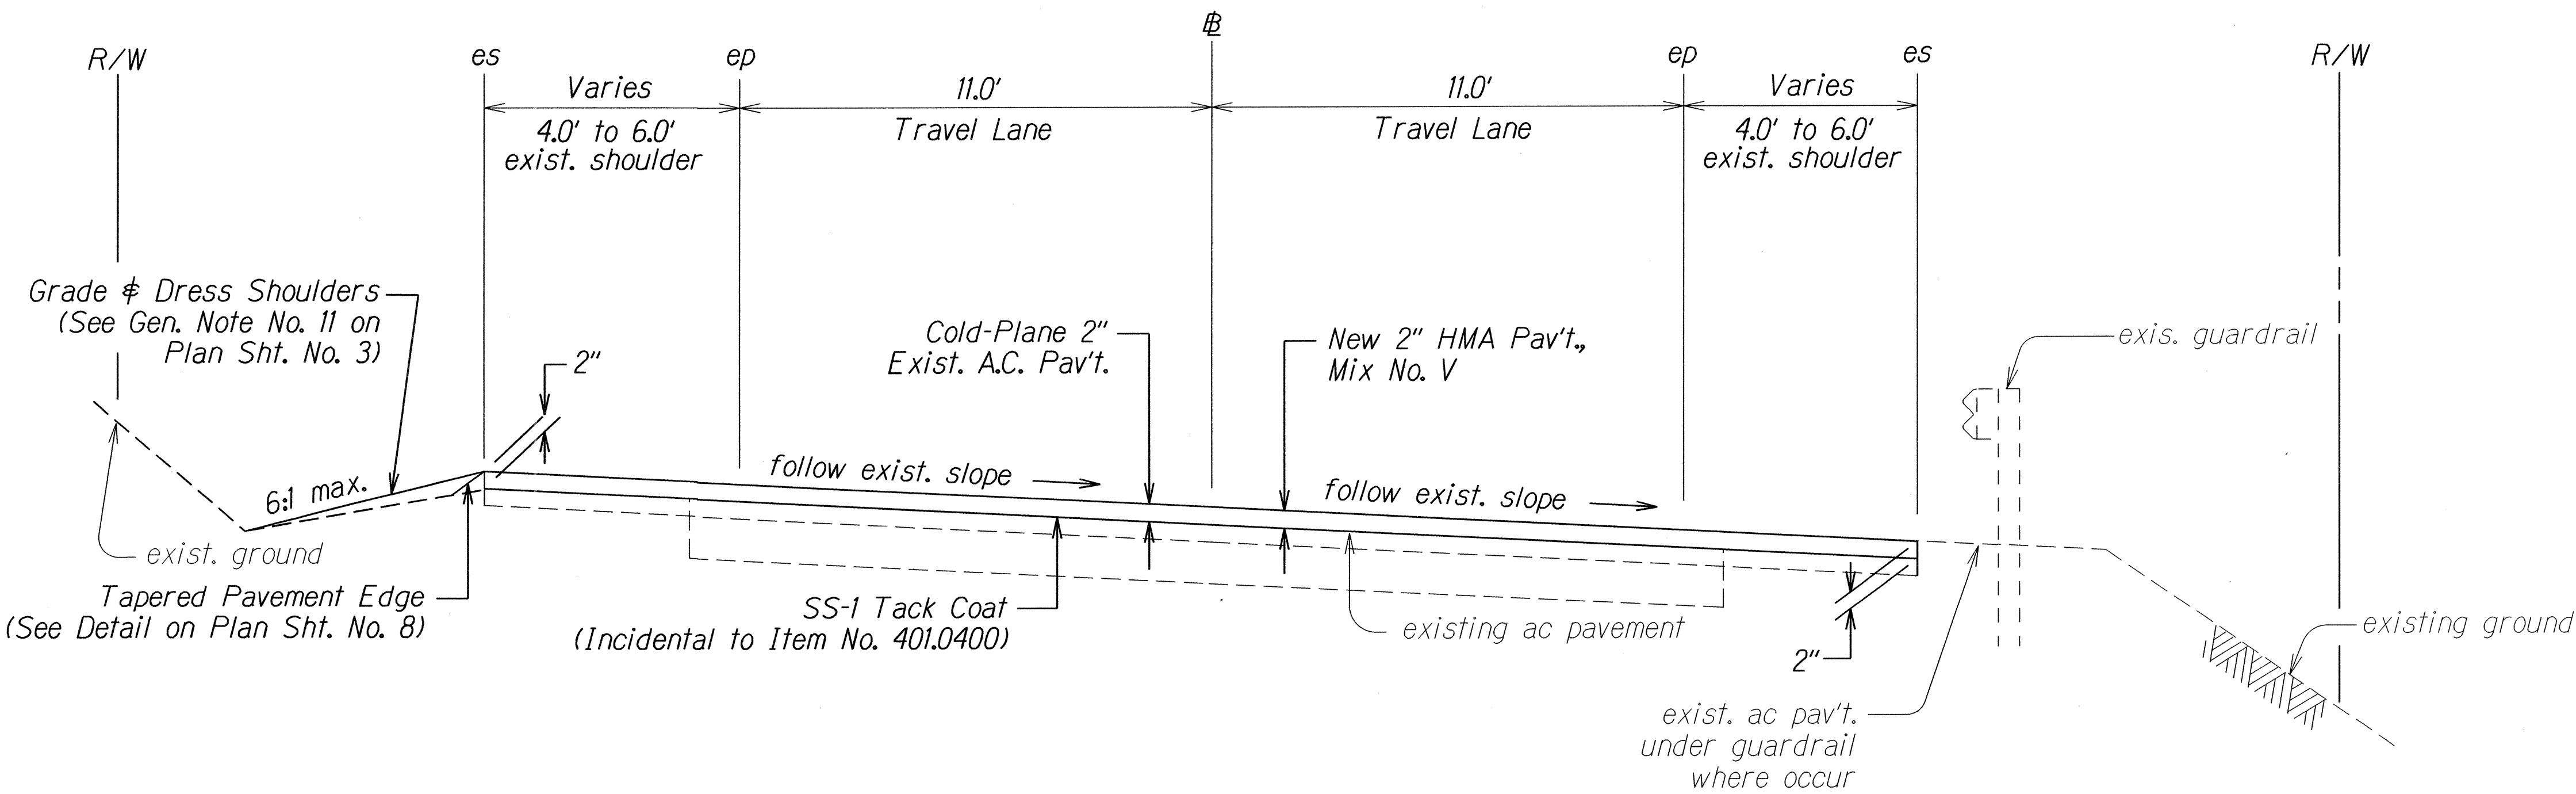 ℄
R/W
es
ep
ep
es
R/W
Varies
11.0'
11.0'
Varies
4.0' to 6.0'
exist. shoulder
Travel Lane
Travel Lane
4.0' to 6.0'
exist. shoulder
Grade & Dress Shoulders
(See Gen. Note No. 11 on
Plan Sht. No. 3)
2"
Cold-Plane 2"
Exist. A.C. Pav't.
New 2" HMA Pav't.,
Mix No. V
exis. guardrail
6:1 max.
follow exist. slope
follow exist. slope
exist. ground
Tapered Pavement Edge
(See Detail on Plan Sht. No. 8)
SS-1 Tack Coat
(Incidental to Item No. 401.0400)
existing ac pavement
2"
existing ground
exist. ac pav't.
under guardrail
where occur